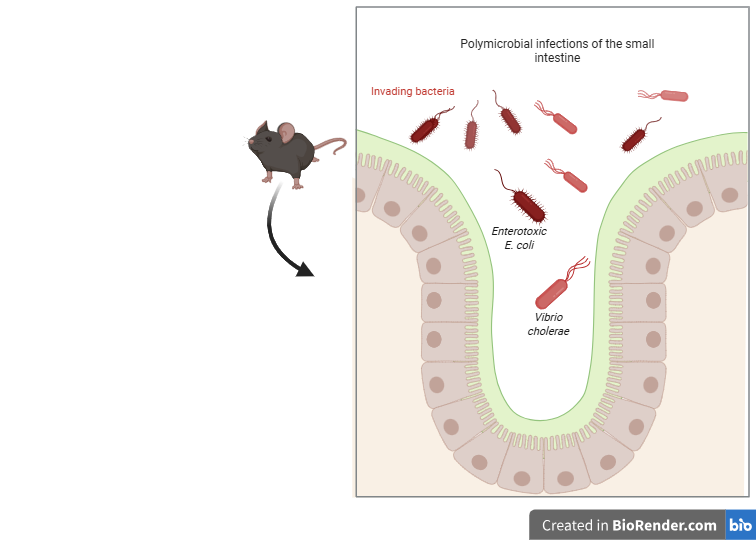 Polymicrobial infections of the small
intestine
Invading bacteria
Enterotoxic
E. coli
Vibrio
cholerae
Created in BioRender.com bio